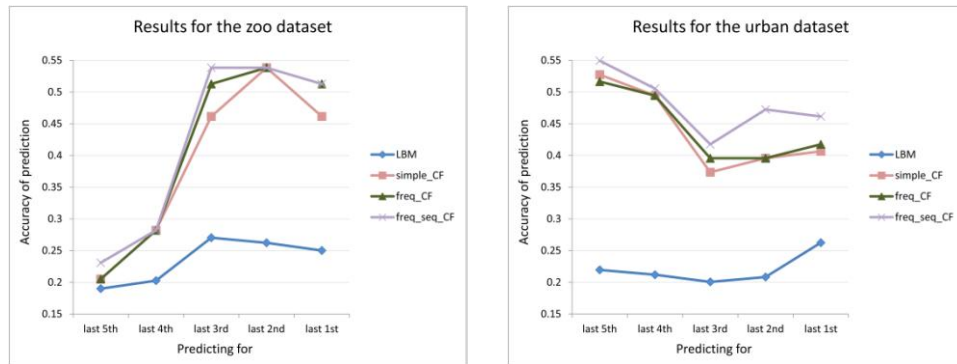 Results for the zoo dataset
Accuracy of prediction
0.55
0.5
0.45
0.4
0.35
0.3
0.25
0.2
0.15
last 5th last 4th last 3rd last 2nd last 1st
Predicting for
LBM
simple_CF
freq_CF
freq_seq_CF
Results for the urban dataset
Accuracy of prediction
0.55
0.5
0.45
0.4
0.35
0.3
0.25
0.2
0.15
last 5th last 4th last 3rd last 2nd last 1st
Predicting for
LBM
simple_CF
freq_CF
freq_seq_CF